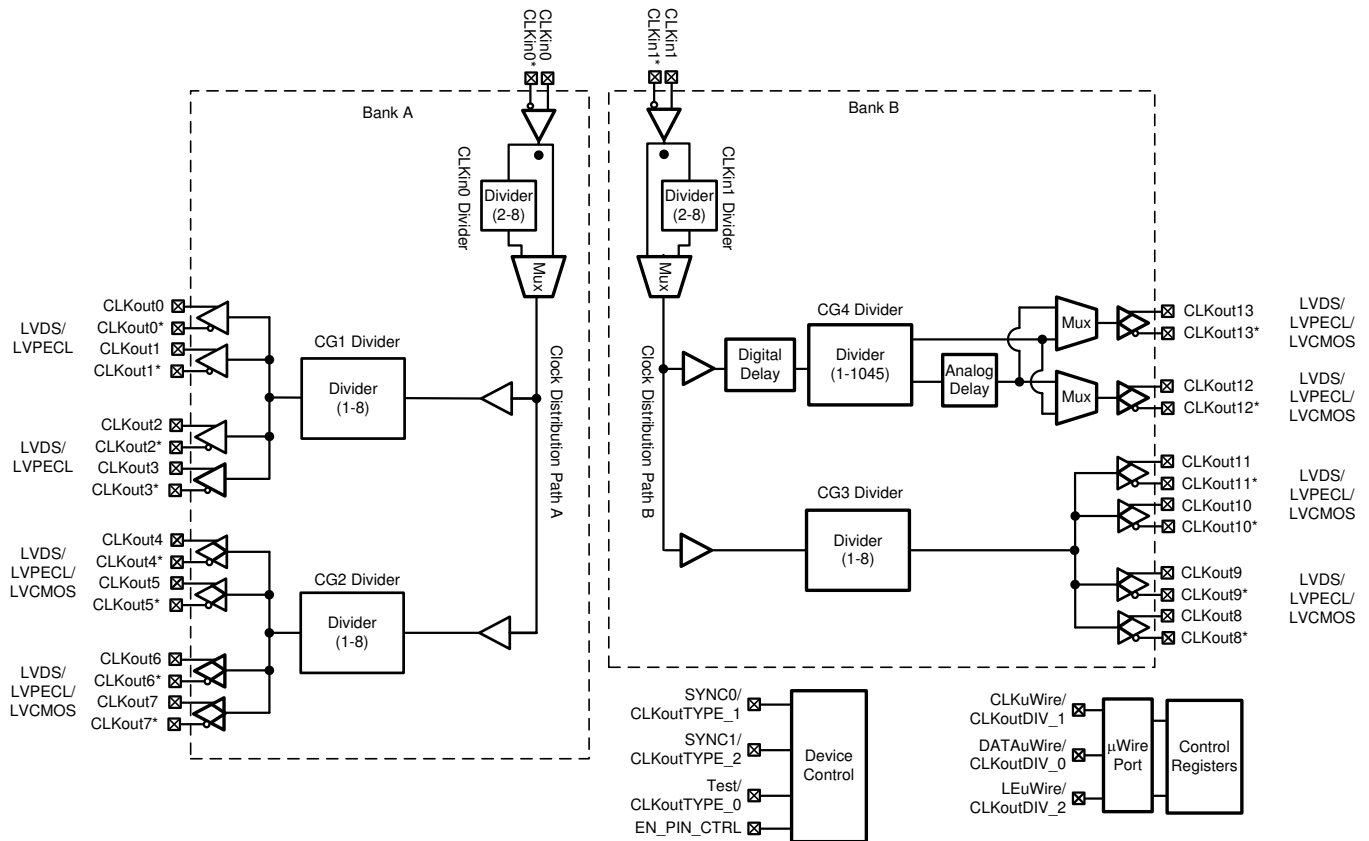 CLKin0
CLKin0*
CLKin1
CLKin1*
Bank A
Bank B
Divider
(2-8)
CLKin0 Divider
Mux
Divider
(2-8)
CLKin1 Divider
Mux
LVDS/
LVPECL
CLKout0
CLKout0*
CLKout1
CLKout1*
LVDS/
LVPECL
CLKout2
CLKout2*
CLKout3
CLKout3*
CG1 Divider
Divider
(1-8)
Clock Distribution Path A
LVDS/
LVPECL/
LVCMOS
CLKout4
CLKout4*
CLKout5
CLKout5*
LVDS/
LVPECL/
LVCMOS
CLKout6
CLKout6*
CLKout7
CLKout7*
CG2 Divider
Divider
(1-8)
Clock Distribution Path B
Digital
Delay
CG4 Divider
Divider
(1-1045)
Analog
Delay
Mux
Mux
CLKout13
CLKout13*
LVDS/
LVPECL/
LVCMOS
CLKout12
CLKout12*
LVDS/
LVPECL/
LVCMOS
CG3 Divider
Divider
(1-8)
CLKout11
CLKout11*
CLKout10
CLKout10*
LVDS/
LVPECL/
LVCMOS
CLKout9
CLKout9*
CLKout8
CLKout8*
LVDS/
LVPECL/
LVCMOS
SYNC0/
CLKoutTYPE_1
SYNC1/
CLKoutTYPE_2
Test/
CLKoutTYPE_0
EN_PIN_CTRL
Device
Control
CLKuWire/
CLKoutDIV_1
DATAuWire/
CLKoutDIV_0
LEuWire/
CLKoutDIV_2
µWire
Port
Control
Registers